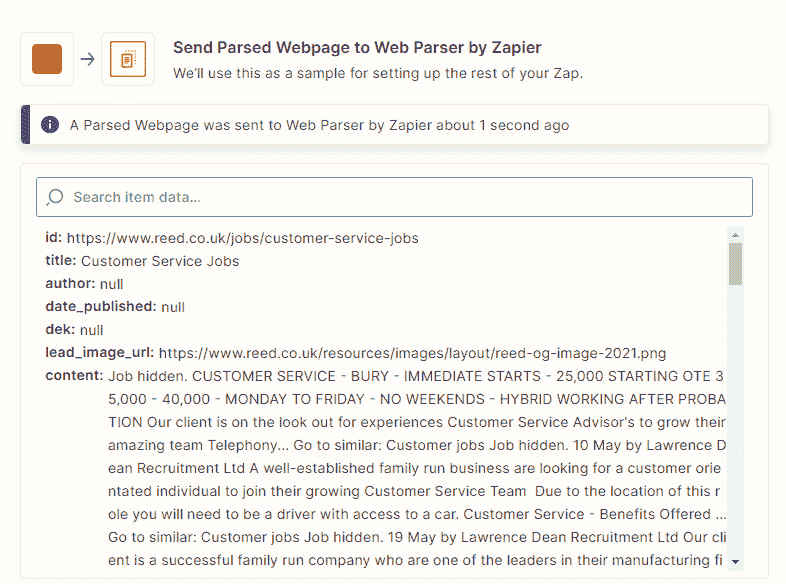 Send Parsed Webpage to Web Parser by Zapier
We'll use this as a sample for setting up the rest of your Zap.
A Parsed Webpage was sent to Web Parser by Zapier about 1 second ago
Search item data...
id: https://www.reed.co.uk/jobs/customer-service-jobs
title: Customer Service Jobs
author: null
date_published: null
dek: null
lead_image_url: https://www.reed.co.uk/resources/images/layout/reed-og-image-2021.png
content: Job hidden. CUSTOMER SERVICE - BURY - IMMEDIATE STARTS - 25,000 STARTING OTE 3
5,000 - 40,000 - MONDAY TO FRIDAY - NO WEEKENDS - HYBRID WORKING AFTER PROBA
TION Our client is on the look out for experiences Customer Service Advisor's to grow their
amazing team Telephony... Go to similar: Customer jobs Job hidden. 10 May by Lawrence D
ean Recruitment Ltd A well-established family run business are looking for a customer orie
ntated individual to join their growing Customer Service Team Due to the location of this r
ole you will need to be a driver with access to a car. Customer Service - Benefits Offered ...
Go to similar: Customer jobs Job hidden. 19 May by Lawrence Dean Recruitment Ltd Our cli
ent is a successful family run company who are one of the leaders in their manufacturing fi